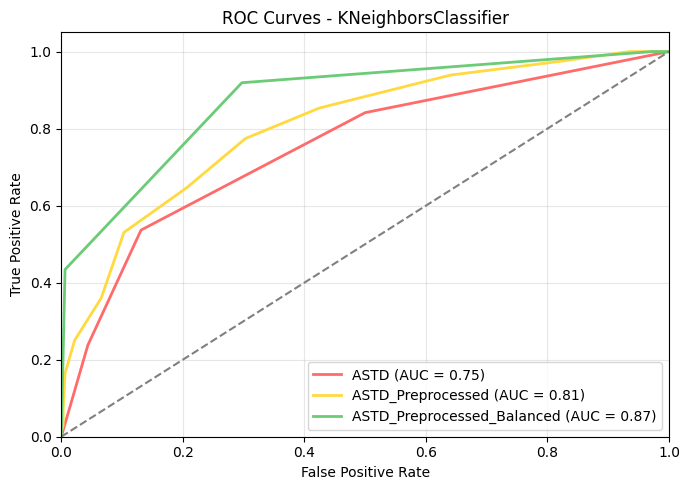 ROC Curves - KNeighborsClassifier
True Positive Rate
1.0
0.8
0.6
0.4
0.2
0.0
0.0 0.2 0.4 0.6 0.8 1.0
False Positive Rate
ASTD (AUC = 0.75)
ASTD_Preprocessed (AUC = 0.81)
ASTD_Preprocessed_Balanced (AUC = 0.87)